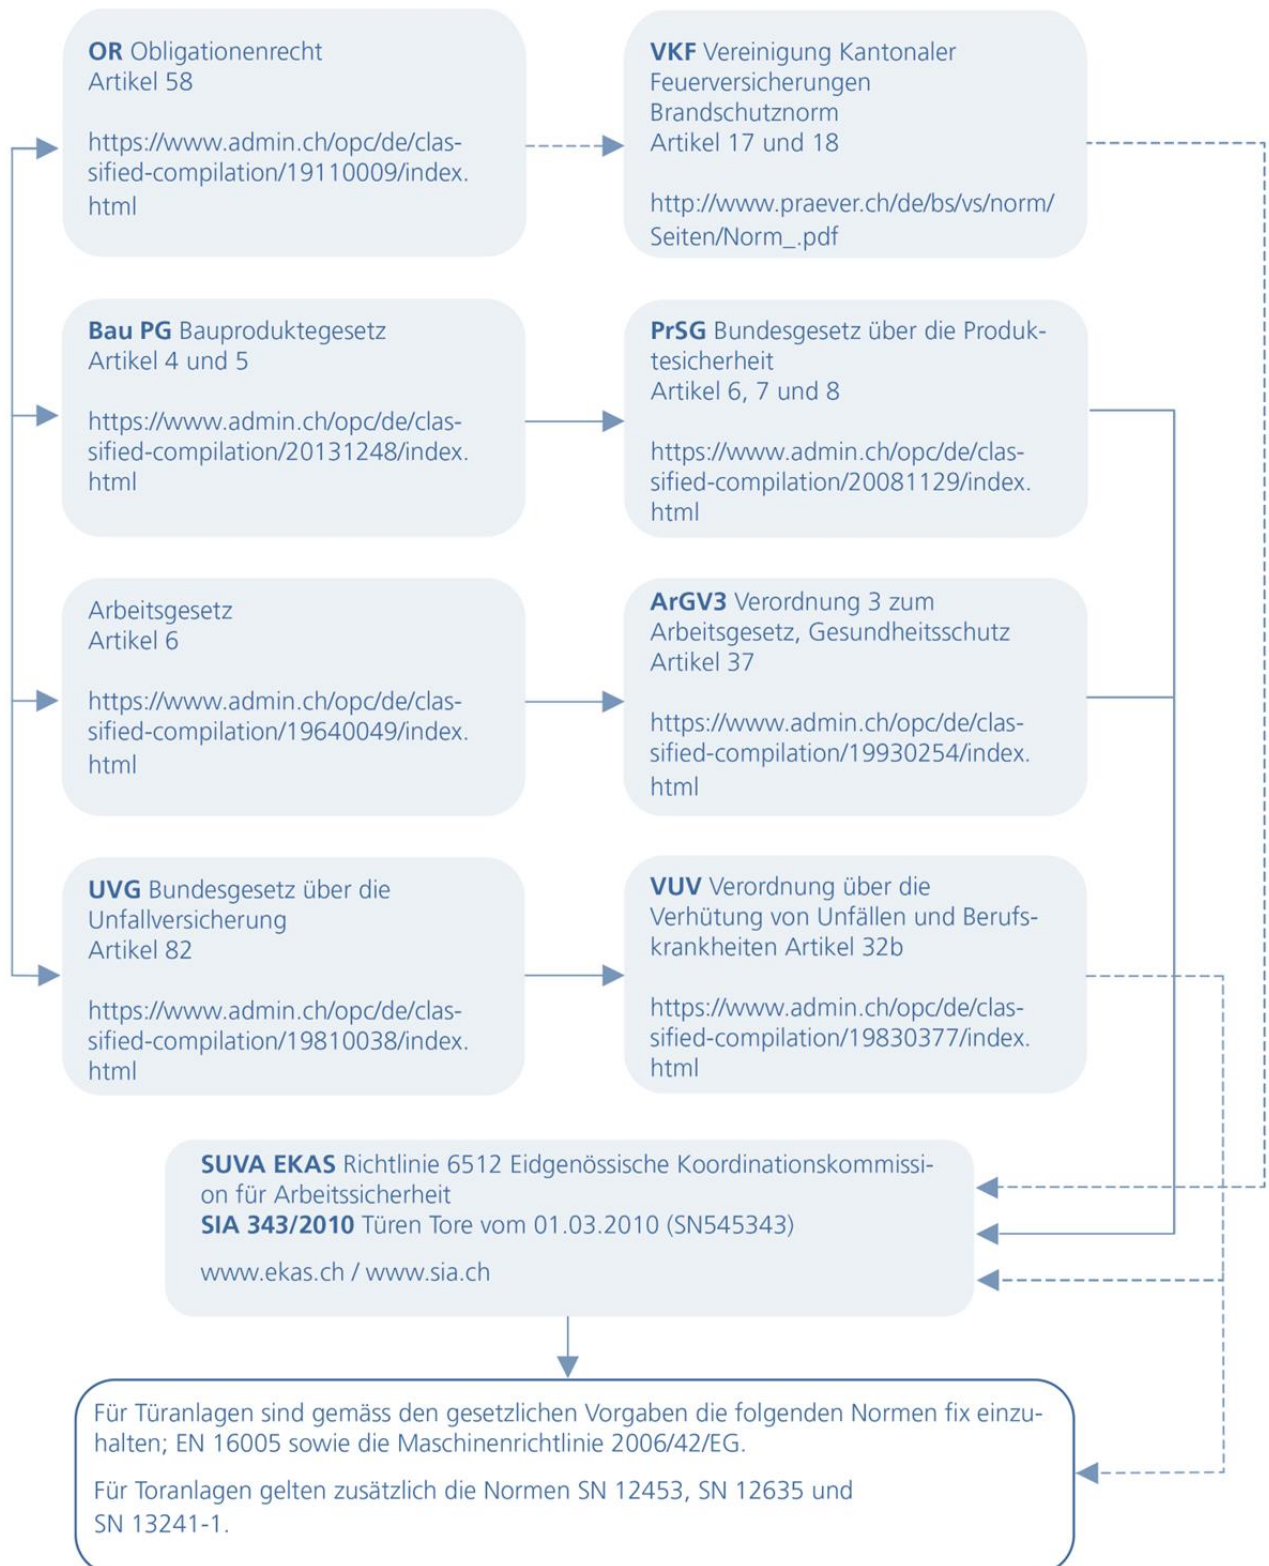 OR Obligationenrecht
Artikel 58
https://www.admin.ch/opc/de/clas-
sified-compilation/19110009/index.
html
VKF Vereinigung Kantonaler
Feuerversicherungen
Brandschutznorm
Artikel 17 und 18
http://www.praever.ch/de/bs/vs/norm/
Seiten/Norm_.pdf
Bau PG Bauproduktegesetz
Artikel 4 und 5
https://www.admin.ch/opc/de/clas-
sified-compilation/20131248/index.
html
PrSG Bundesgesetz über die Produk-
tesicherheit
Artikel 6, 7 und 8
https://www.admin.ch/opc/de/clas-
sified-compilation/20081129/index.
html
Arbeitsgesetz
Artikel 6
https://www.admin.ch/opc/de/clas-
sified-compilation/19640049/index.
html
ArGV3 Verordnung 3 zum
Arbeitsgesetz, Gesundheitsschutz
Artikel 37
https://www.admin.ch/opc/de/clas-
sified-compilation/19930254/index.
html
UVG Bundesgesetz über die
Unfallversicherung
Artikel 82
https://www.admin.ch/opc/de/clas-
sified-compilation/19810038/index.
html
VUV Verordnung über die
Verhütung von Unfällen und Berufs-
krankheiten Artikel 32b
https://www.admin.ch/opc/de/clas-
sified-compilation/19830377/index.
html
SUVA EKAS Richtlinie 6512 Eidgenössische Koordinationskommissi-
on für Arbeitssicherheit
SIA 343/2010 Türen Tore vom 01.03.2010 (SN545343)
www.ekas.ch / www.sia.ch
Für Türanlagen sind gemäss den gesetzlichen Vorgaben die folgenden Normen fix einzu-
halten; EN 16005 sowie die Maschinenrichtlinie 2006/42/EG.
Für Toranlagen gelten zusätzlich die Normen SN 12453, SN 12635 und
SN 13241-1.